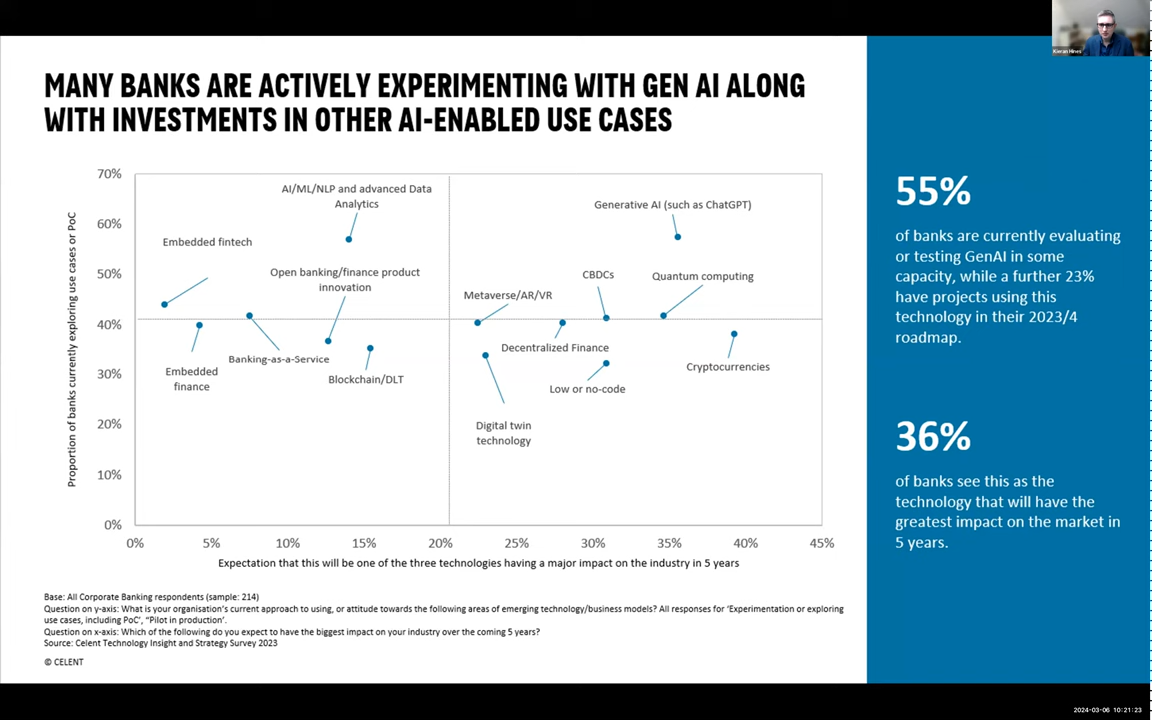 Kieran Hines
MANY BANKS ARE ACTIVELY EXPERIMENTING WITH GEN AI ALONG
WITH INVESTMENTS IN OTHER AI-ENABLED USE CASES
Proportion of banks currently exploring use cases or PoC
70%
60%
50%
40%
30%
20%
10%
0%
AI/ML/NLP and advanced Data
Analytics
Generative AI (such as ChatGPT)
Embedded fintech
Open banking/finance product
innovation
CBDCs
Quantum computing
Metaverse/AR/VR
Decentralized Finance
Banking-as-a-Service
Embedded
finance
Blockchain/DLT
Cryptocurrencies
Low or no-code
Digital twin
technology
0%
5%
10%
15%
20%
25%
30%
35%
40%
45%
Expectation that this will be one of the three technologies having a major impact on the industry in 5 years
55%
of banks are currently evaluating
or testing GenAI in some
capacity, while a further 23%
have projects using this
technology in their 2023/4
roadmap.
36%
of banks see this as the
technology that will have the
greatest impact on the market in
5 years.
Base: All Corporate Banking respondents (sample: 214)
Question on y-axis: What is your organisation's current approach to using, or attitude towards the following areas of emerging technology/business models? All responses for 'Experimentation or exploring
use cases, including PoC', "Pilot in production'.
Question on x-axis: Which of the following do you expect to have the biggest impact on your industry over the coming 5 years?
Source: Celent Technology Insight and Strategy Survey 2023
© CELENT
2024-03-06 10:21:23